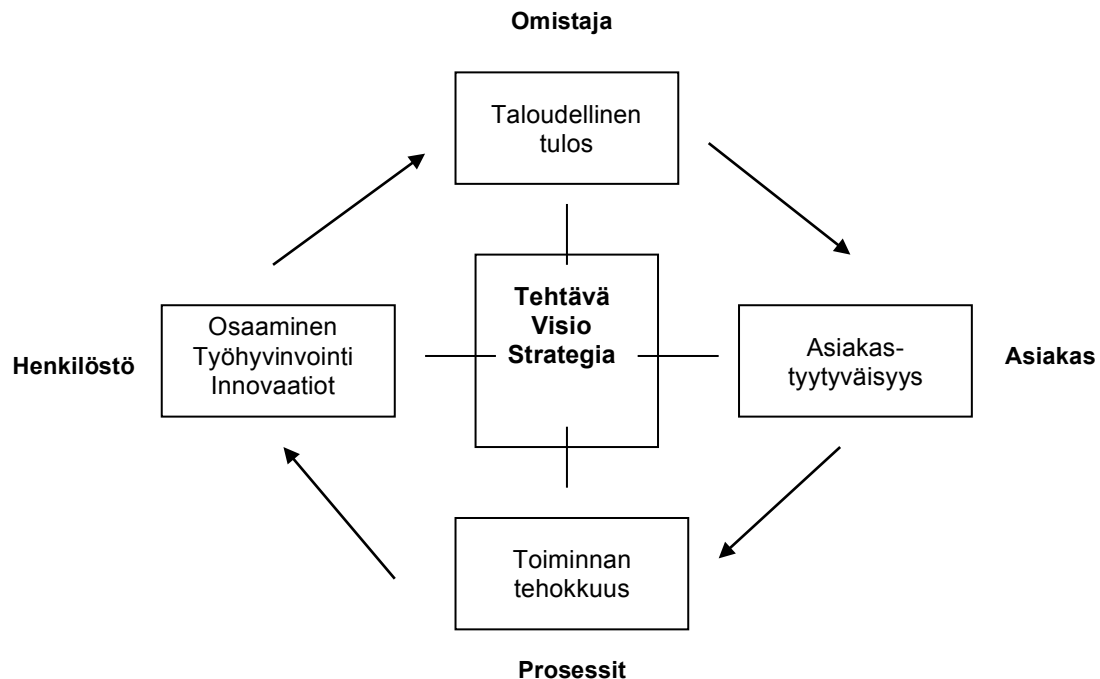 Omistaja
Taloudellinen
tulos
Tehtävä
Visio
Strategia
Henkilöstö
Osaaminen
Työhyvinvointi
Innovaatiot
Asiakas-
tyytyväisyys
Asiakas
Toiminnan
tehokkuus
Prosessit